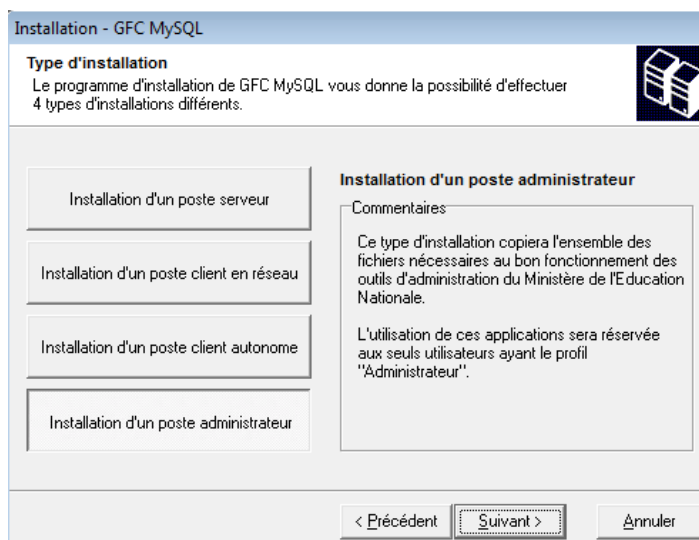 Installation - GFC MySQL
Type d'installation
Le programme d'installation de GFC MySQL vous donne la possibilité d'effectuer
4 types d'installations différents.
Installation d'un poste serveur
Installation d'un poste client en réseau
Installation d'un poste client autonome
Installation d'un poste administrateur
Installation d'un poste administrateur
Commentaires
Ce type d'installation copiera l'ensemble des
fichiers nécessaires au bon fonctionnement des
outils d'administration du Ministère de l'Education
Nationale.
L'utilisation de ces applications sera réservée
aux seuls utilisateurs ayant le profil
"Administrateur".
< Précédent
Suivant >
Annuler